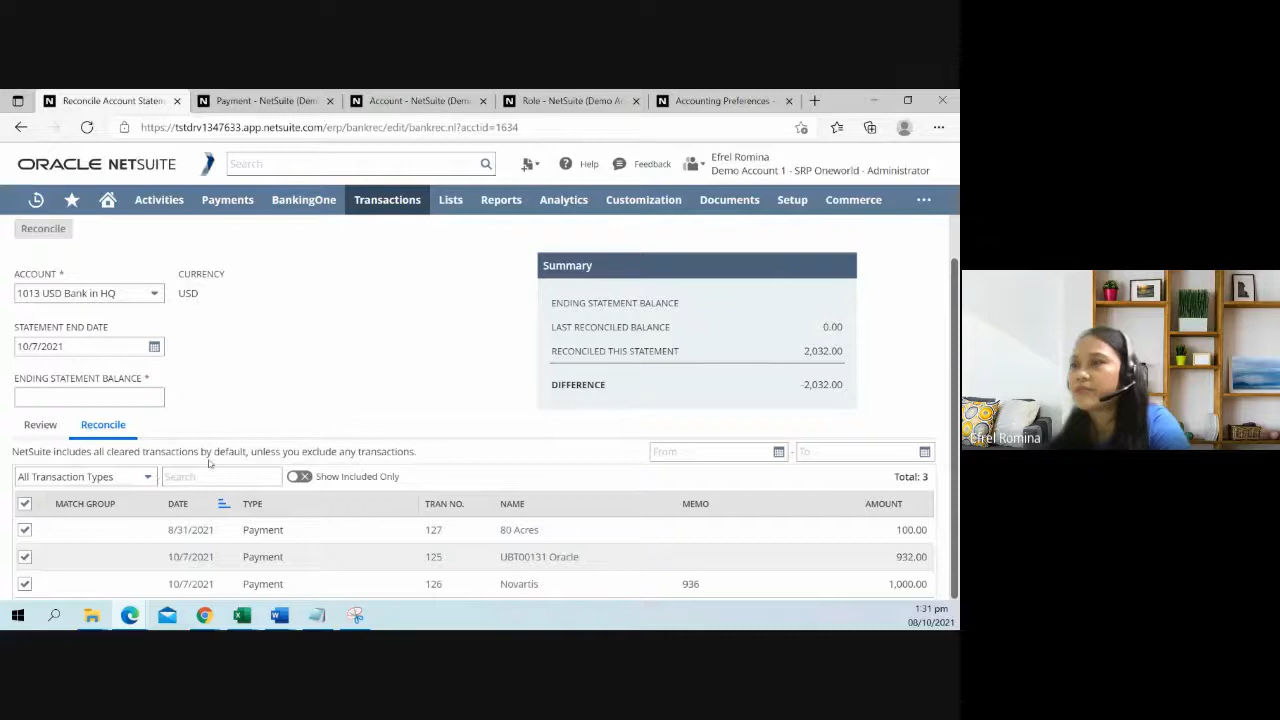 Reconcile Account Statem
Payment - NetSuite (Dem
Account - NetSuite (Dem
Role - NetSuite (Demo A
Accounting Preferences -
https://tstdrv1347633.app.netsuite.com/erp/bankrec/edit/bankrec.nl?acctid=1634
ORACLE NETSUITE
Search
Help
Feedback
Efrel Romina
Demo Account 1 - SRP Oneworld - Administrator
Activities
Payments
BankingOne
Transactions
Lists
Reports
Analytics
Customization
Documents
Setup
Commerce
Reconcile
ACCOUNT *
CURRENCY
1013 USD Bank in HQ
USD
STATEMENT END DATE
10/7/2021
ENDING STATEMENT BALANCE *
Summary
ENDING STATEMENT BALANCE
LAST RECONCILED BALANCE 0.00
RECONCILED THIS STATEMENT 2,032.00
DIFFERENCE -2,032.00
Review
Reconcile
NetSuite includes all cleared transactions by default, unless you exclude any transactions.
From - To
All Transaction Types
Search
Show Included Only
Total: 3
MATCH GROUP DATE TYPE TRAN NO. NAME MEMO AMOUNT
8/31/2021 Payment 127 80 Acres 100.00
10/7/2021 Payment 125 UBT00131 Oracle 932.00
10/7/2021 Payment 126 Novartis 936 1,000.00
1:31 pm
08/10/2021
Efrel Romina